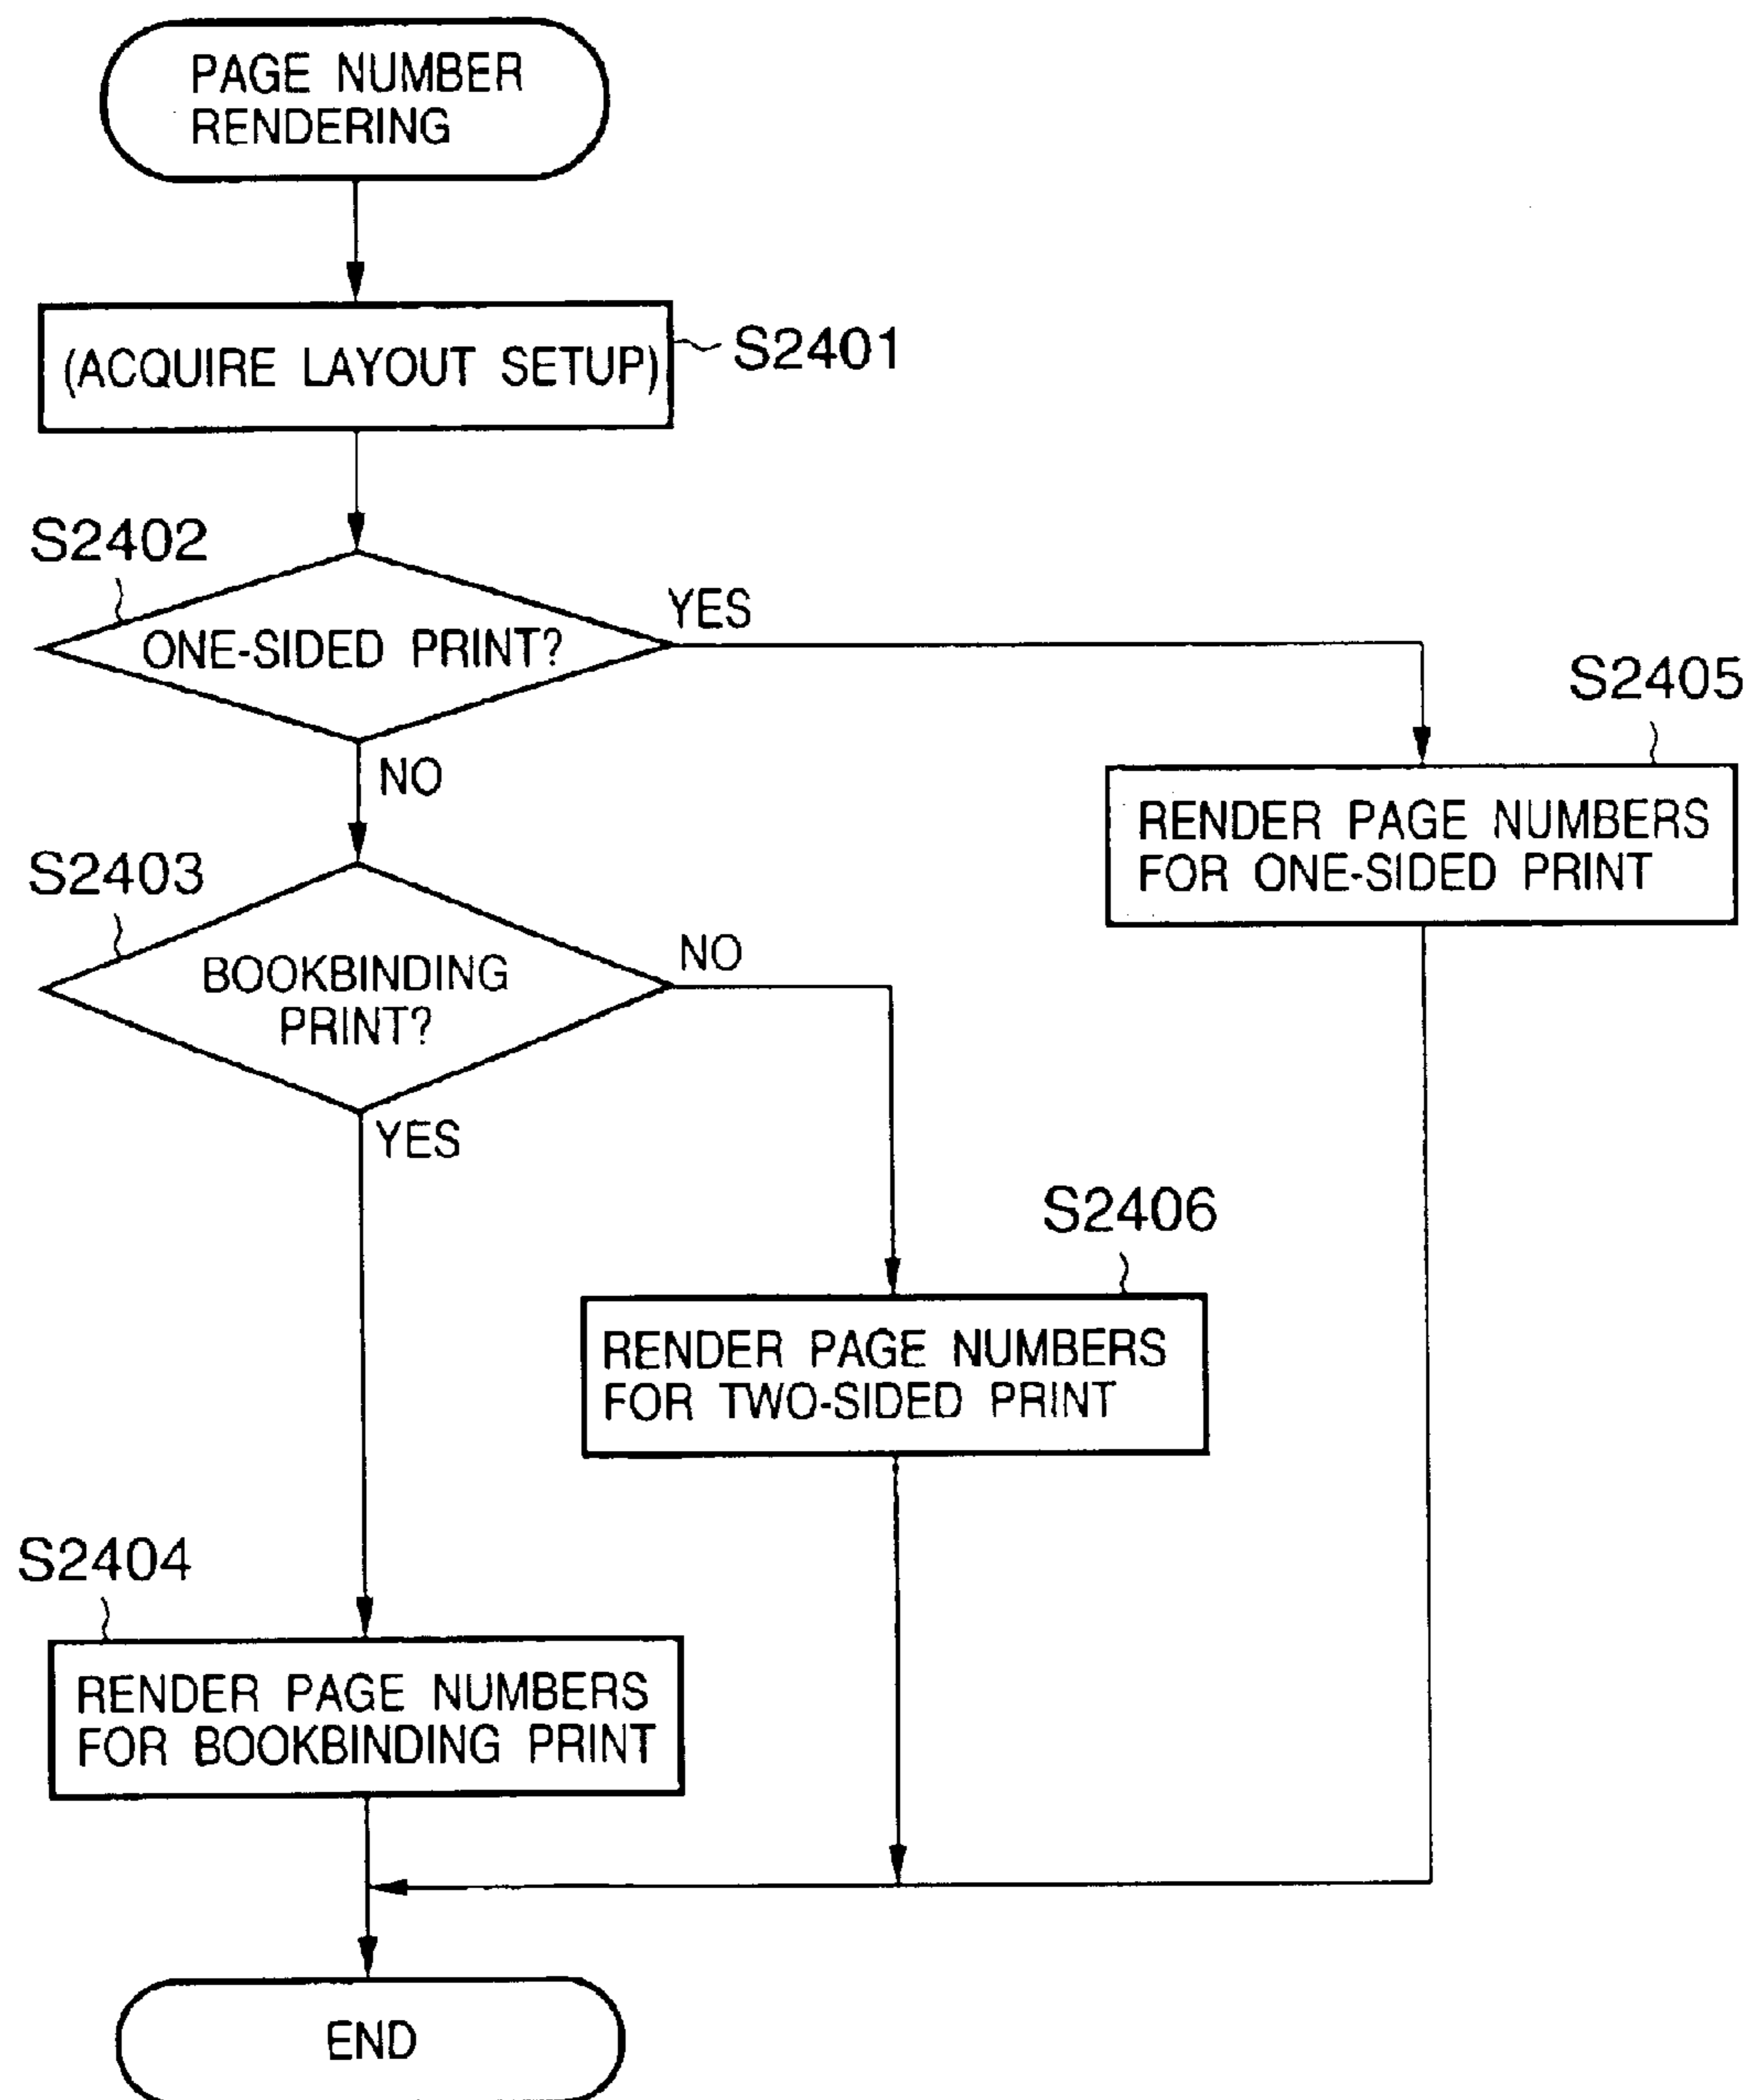 PAGE NUMBER
RENDERING
(ACQUIRE LAYOUT SETUP)
S2401
S2402
ONE-SIDED PRINT?
YES
NO
S2405
RENDER PAGE NUMBERS
FOR ONE-SIDED PRINT
S2403
BOOKBINDING
PRINT?
NO
YES
S2406
RENDER PAGE NUMBERS
FOR TWO-SIDED PRINT
S2404
RENDER PAGE NUMBERS
FOR BOOKBINDING PRINT
END